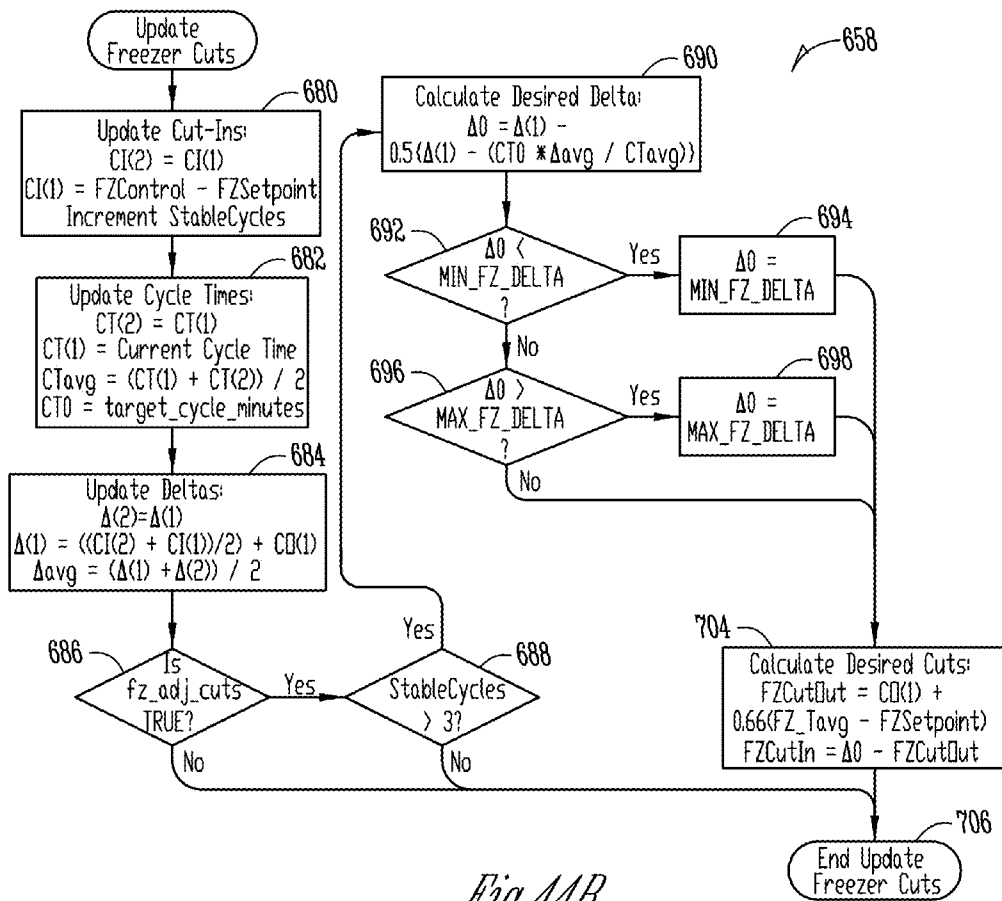 Update
Freezer Cuts
680
Update Cut-Ins:
CI(2) = CI(1)
CI(1) = FZControl - FZSetpoint
Increment StableCycles
682
Update Cycle Times:
CT(2) = CT(1)
CT(1) = Current Cycle Time
CTavg = (CT(1) + CT(2)) / 2
CT0 = target_cycle_minutes
684
Update Deltas:
Δ(2)=Δ(1)
Δ(1) = ((CI(2) + CI(1))/2) + CO(1)
Δavg = (Δ(1) +Δ(2)) / 2
686
Is
fz_adj_cuts
TRUE?
Yes
No
688
StableCycles
> 3?
Yes
No
658
690
Calculate Desired Delta:
Δ0 = Δ(1) -
0.5{Δ(1) - (CT0 *Δavg / CTavg)}
692
Δ0 <
MIN_FZ_DELTA
?
Yes
No
694
Δ0 =
MIN_FZ_DELTA
696
Δ0 >
MAX_FZ_DELTA
?
Yes
No
698
Δ0 =
MAX_FZ_DELTA
704
Calculate Desired Cuts:
FZCutOut = CO(1) +
0.66(FZ_Tavg - FZSetpoint)
FZCutIn = Δ0 - FZCutOut
706
End Update
Freezer Cuts
Fig. 11B